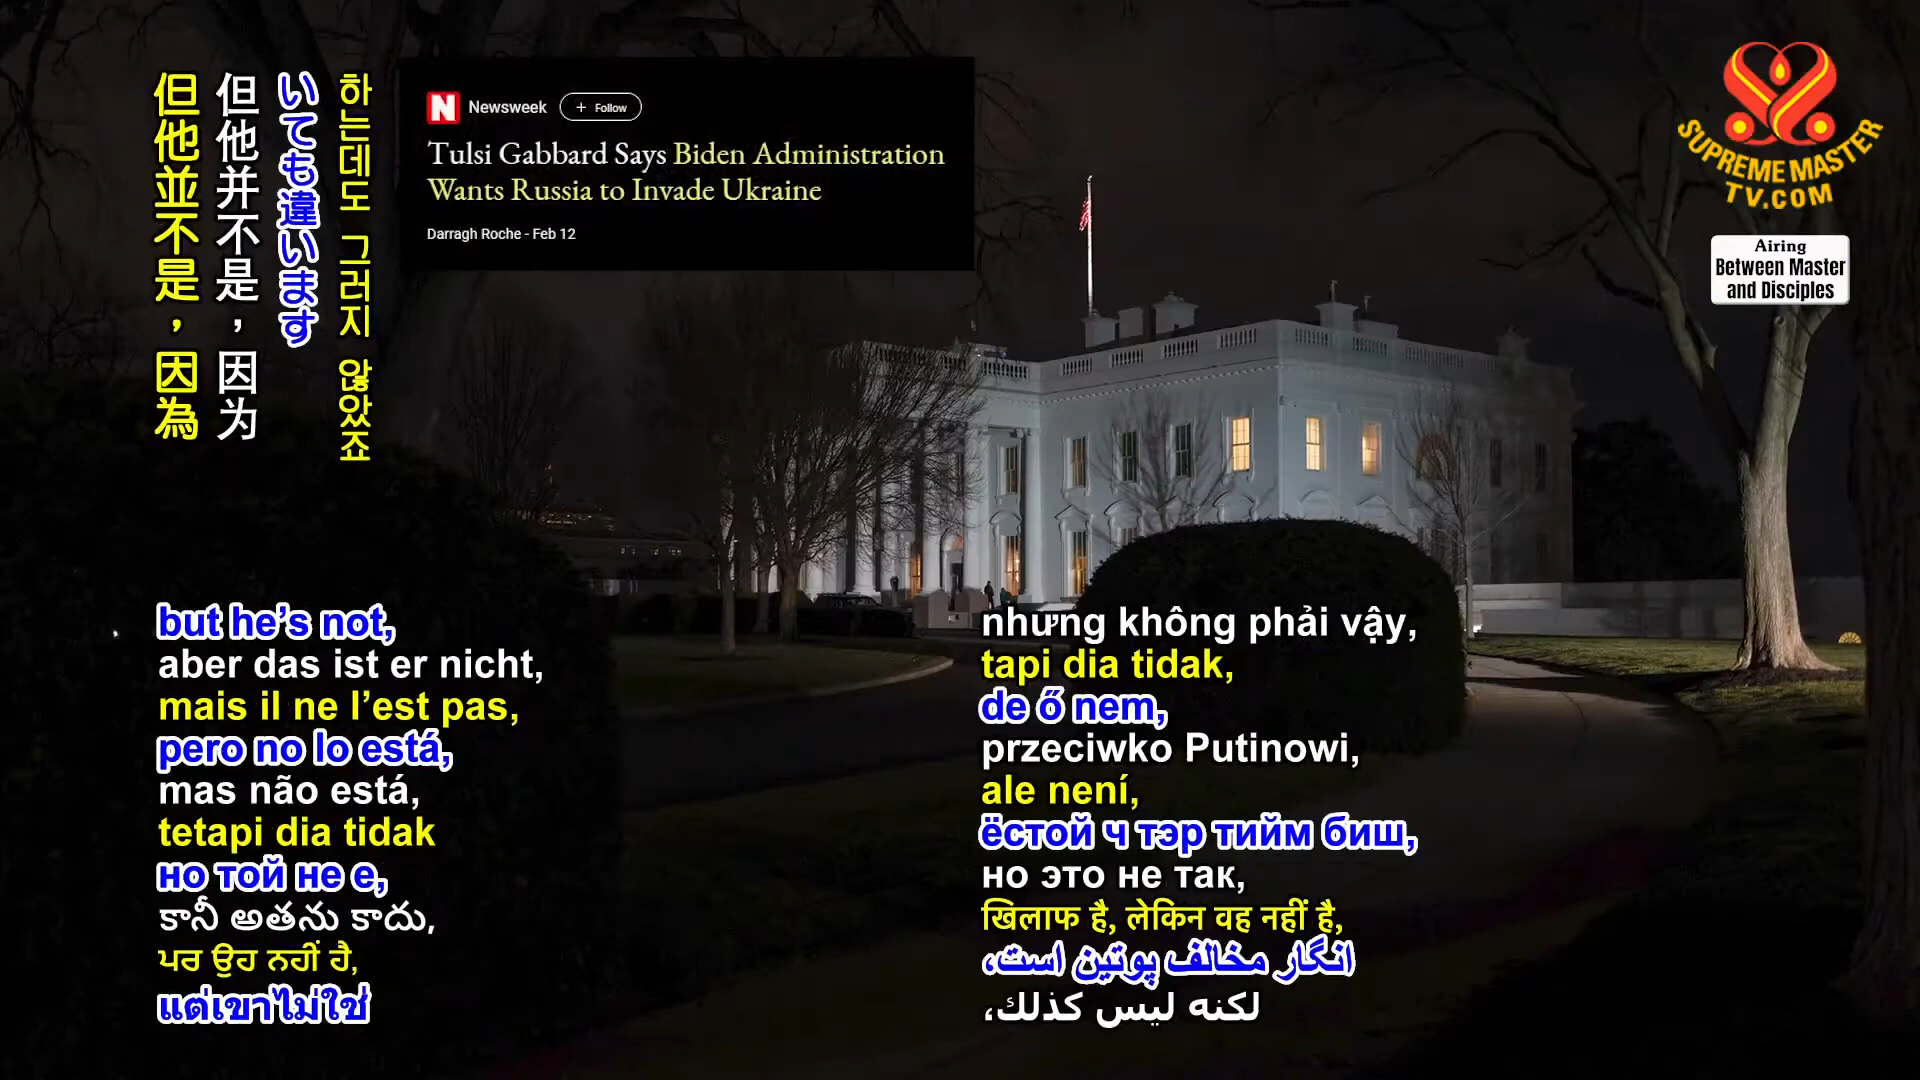 但他並不是，因為
但他并不是，因为
いても違います
하는데도 그러지 않았죠
N Newsweek + Follow
Tulsi Gabbard Says Biden Administration
Wants Russia to Invade Ukraine
Darragh Roche - Feb 12
SUPREME MASTER
TV.COM
Airing
Between Master
and Disciples
but he's not,
aber das ist er nicht,
mais il ne l'est pas,
pero no lo está,
mas não está,
tetapi dia tidak
но той не е,
కానీ అతను కాదు,
ਪਰ ਉਹ ਨਹੀਂ ਹੈ,
แต่เขาไม่ใช่
nhưng không phải vậy,
tapi dia tidak,
de ő nem,
przeciwko Putinowi,
ale není,
ёстой ч тэр тийм биш,
но это не так,
खिलाफ है, लेकिन वह नहीं है,
انگار مخالف پوتین است،
لكنه ليس كذلك،